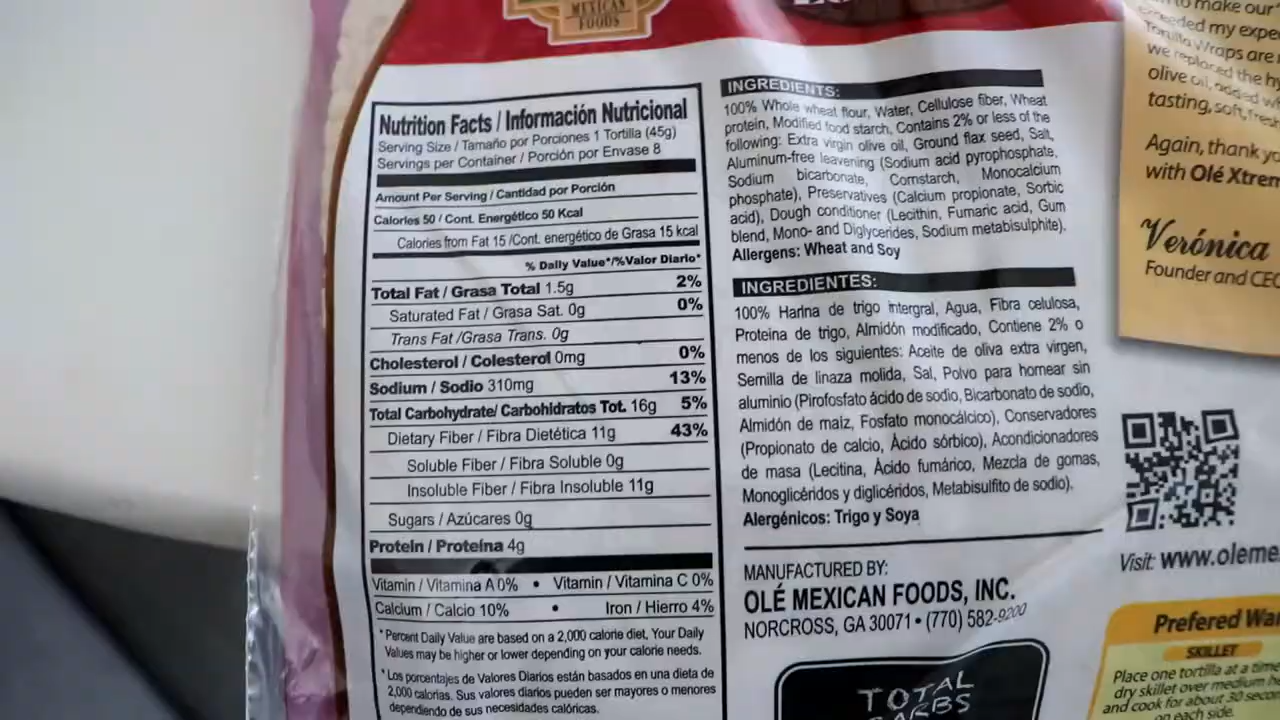 MEXICAN
FOODS
Nutrition Facts / Información Nutricional
Serving Size / Tamaño por Porciones 1 Tortilla (45g)
Servings per Container / Porción por Envase 8
Amount Per Serving / Cantidad por Porción
Calories 50 / Cont. Energético 50 Kcal
Calories from Fat 15 /Cont. energético de Grasa 15 kcal
% Daily Value*/%Valor Diario*
Total Fat / Grasa Total 1.5g 2%
Saturated Fat / Grasa Sat. 0g 0%
Trans Fat /Grasa Trans. 0g
Cholesterol / Colesterol 0mg 0%
Sodium / Sodio 310mg 13%
Total Carbohydrate/ Carbohidratos Tot. 16g 5%
Dietary Fiber / Fibra Dietética 11g 43%
Soluble Fiber / Fibra Soluble 0g
Insoluble Fiber / Fibra Insoluble 11g
Sugars / Azúcares 0g
Protein / Proteína 4g
Vitamin / Vitamina A 0% • Vitamin / Vitamina C 0%
Calcium / Calcio 10% • Iron / Hierro 4%
* Percent Daily Value are based on a 2,000 calorie diet, Your Daily
Values may be higher or lower depending on your calorie needs.
* Los porcentajes de Valores Diarios están basados en una dieta de
2,000 calorías. Sus valores diarios pueden ser mayores o menores
dependiendo de sus necesidades calóricas.
INGREDIENTS:
100% Whole wheat flour, Water, Cellulose fiber, Wheat
protein, Modified food starch, Contains 2% or less of the
following: Extra virgin olive oil, Ground flax seed, Salt,
Aluminum-free leavening (Sodium acid pyrophosphate,
Sodium bicarbonate, Cornstarch, Monocalcium
phosphate), Preservatives (Calcium propionate, Sorbic
acid), Dough conditioner (Lecithin, Fumaric acid, Gum
blend, Mono- and Diglycerides, Sodium metabisulphite).
Allergens: Wheat and Soy
INGREDIENTES:
100% Harina de trigo intergral, Agua, Fibra celulosa,
Proteina de trigo, Almidón modificado, Contiene 2% o
menos de los siguientes: Aceite de oliva extra virgen,
Semilla de linaza molida, Sal, Polvo para hornear sin
aluminio (Pirofosfato ácido de sodio, Bicarbonato de sodio,
Almidón de maíz, Fosfato monocálcico), Conservadores
(Propionato de calcio, Ácido sórbico), Acondicionadores
de masa (Lecitina, Ácido fumárico, Mezcla de gomas,
Monoglicéridos y diglicéridos, Metabisulfito de sodio).
Alergénicos: Trigo y Soya
MANUFACTURED BY:
OLÉ MEXICAN FOODS, INC.
NORCROSS, GA 30071 • (770) 582-9200
TOTAL
CARBS
to make our
my expe
Tortilla Wraps are
we replaced the
olive oil, added
tasting, soft, fresh
Again, thank
with Olé Xtrem
Verónica
Founder and CEO
Visit: www.oleme
Prefered Wa
SKILLET
Place one tortilla at a time
dry skillet over medium
and cook for about 30 secon
on each side.